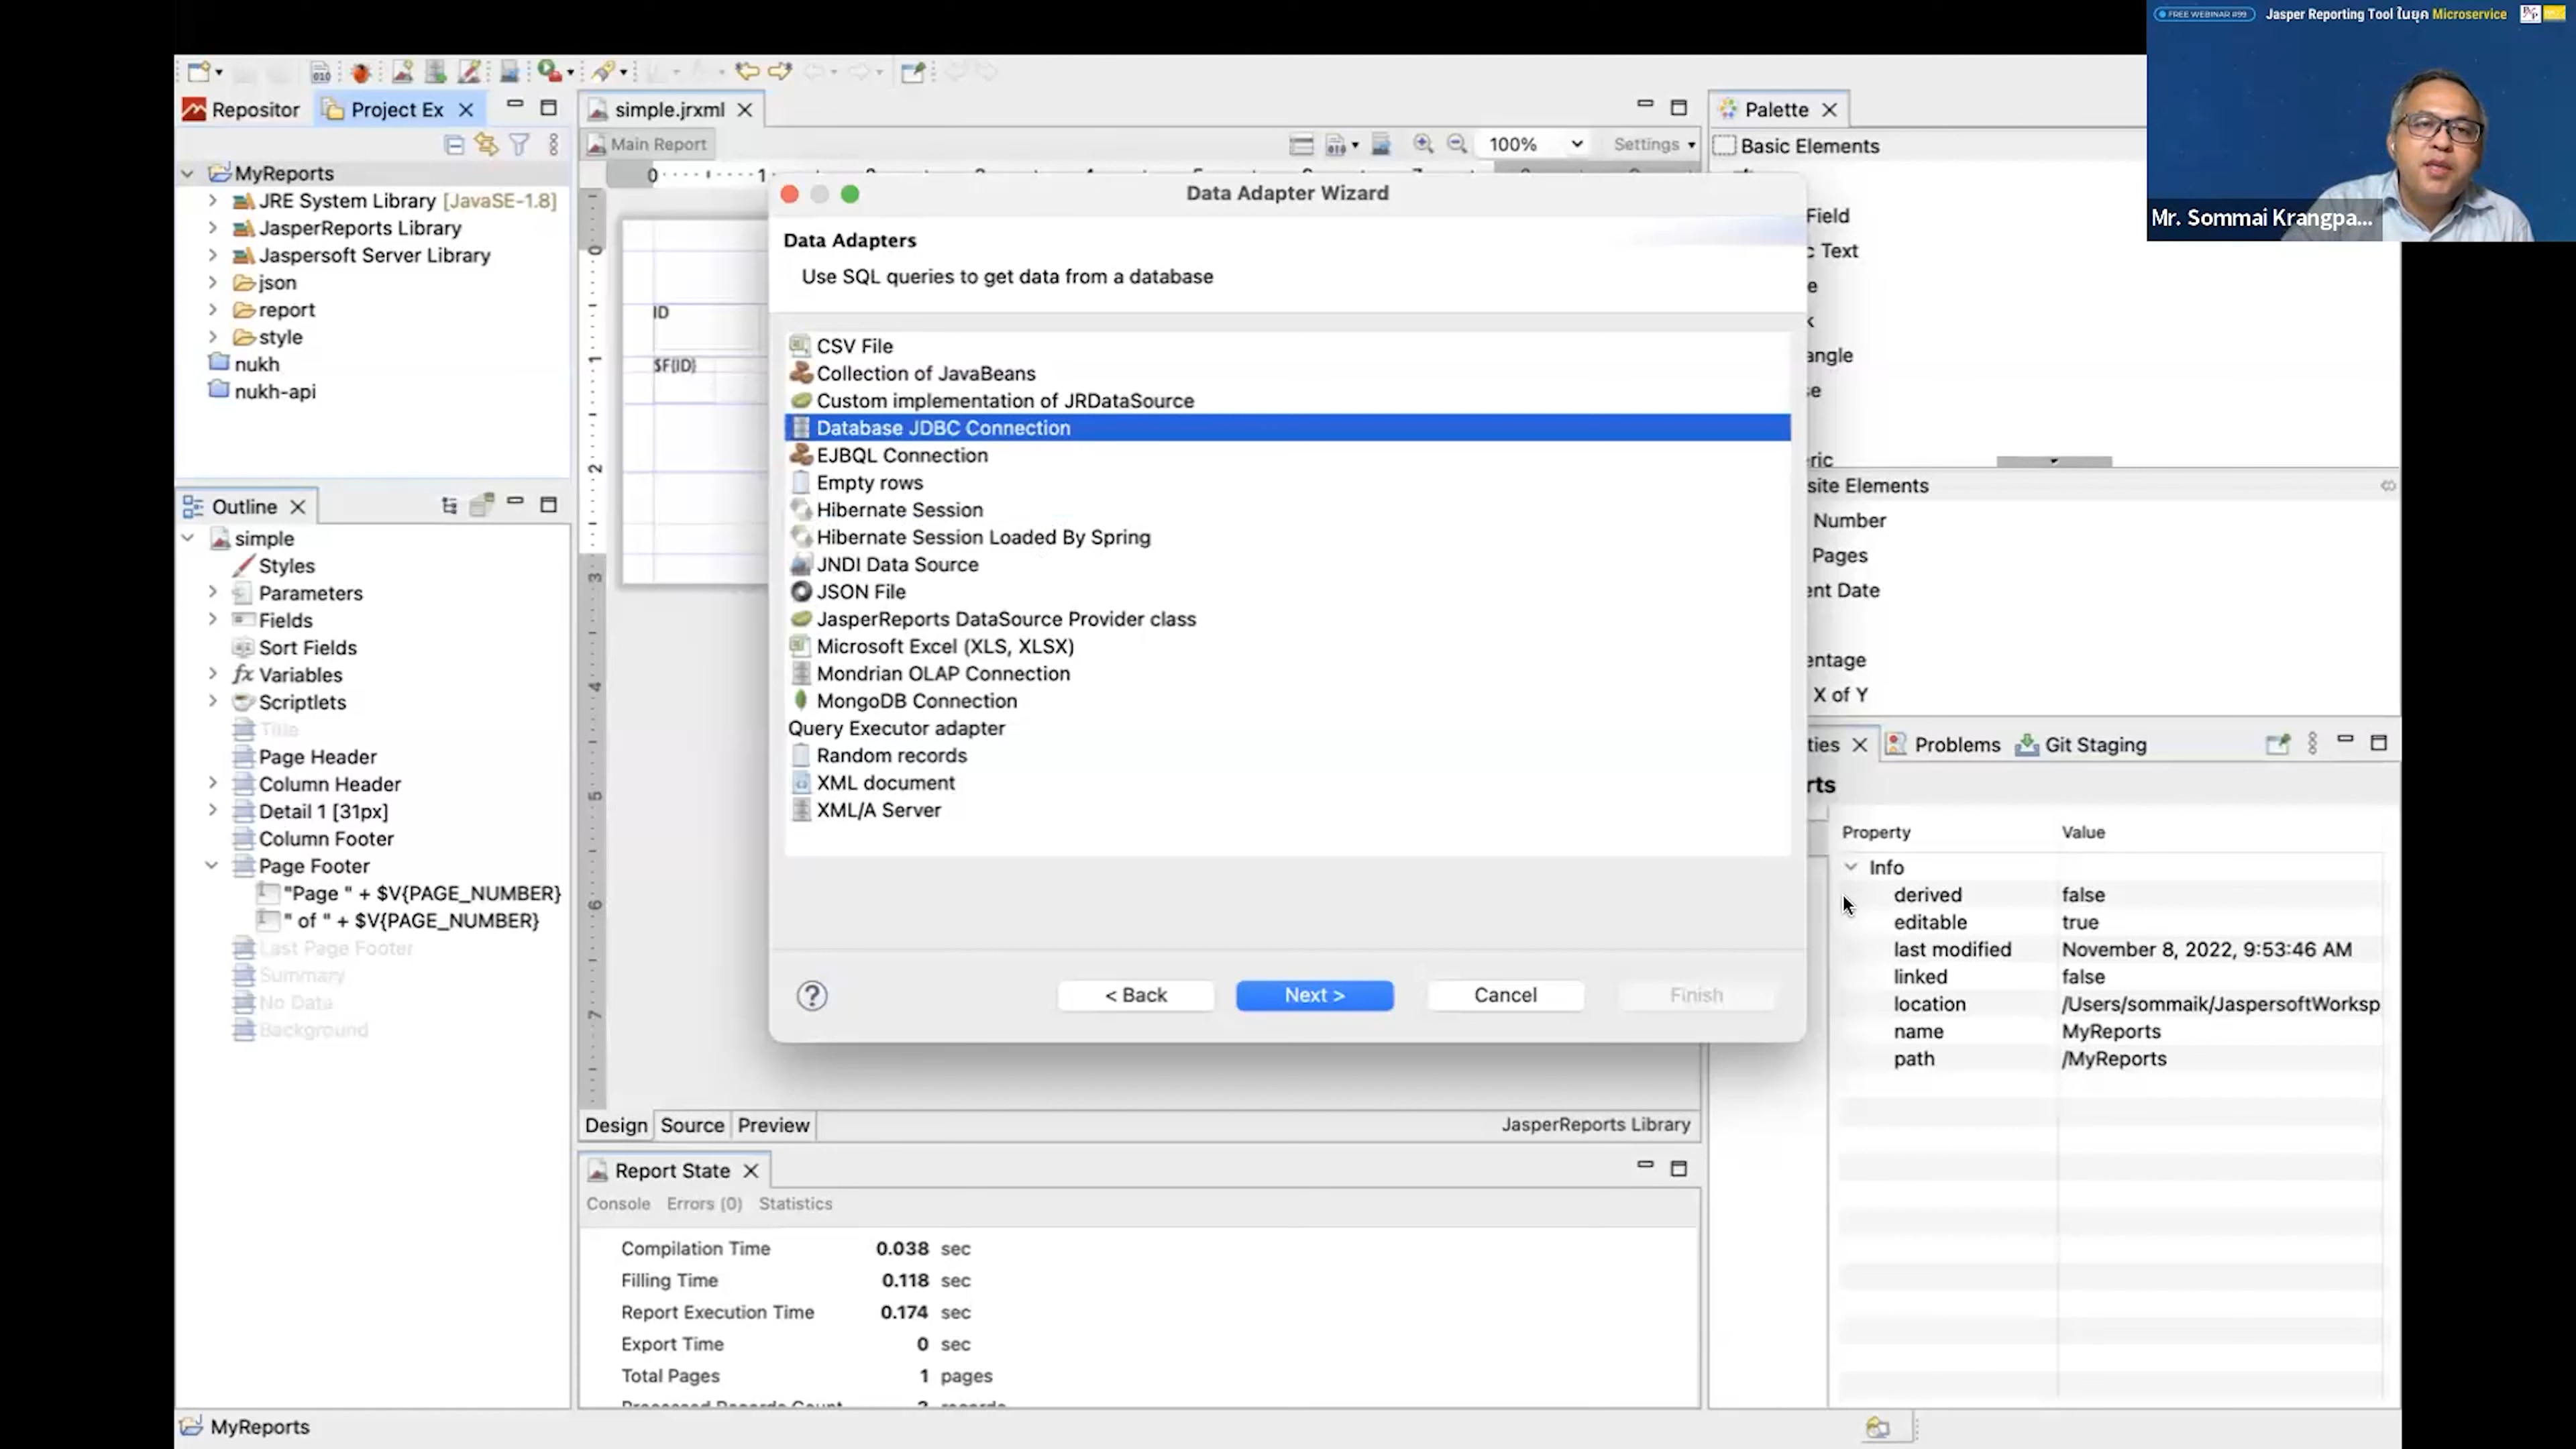 FREE WEBINAR #99
Jasper Reporting Tool ในยุค Microservice
Mr. Sommai Krangpa...
Repositor
Project Ex
MyReports
JRE System Library [JavaSE-1.8]
JasperReports Library
Jaspersoft Server Library
json
report
style
nukh
nukh-api
Outline
simple
Styles
Parameters
Fields
Sort Fields
Variables
Scriptlets
Title
Page Header
Column Header
Detail 1 [31px]
Column Footer
Page Footer
"Page " + $V{PAGE_NUMBER}
" of " + $V{PAGE_NUMBER}
Last Page Footer
Summary
No Data
Background
MyReports
simple.jrxml
Main Report
100%
Settings
ID
$F{ID}
Data Adapter Wizard
Data Adapters
Use SQL queries to get data from a database
CSV File
Collection of JavaBeans
Custom implementation of JRDataSource
Database JDBC Connection
EJBQL Connection
Empty rows
Hibernate Session
Hibernate Session Loaded By Spring
JNDI Data Source
JSON File
JasperReports DataSource Provider class
Microsoft Excel (XLS, XLSX)
Mondrian OLAP Connection
MongoDB Connection
Query Executor adapter
Random records
XML document
XML/A Server
< Back
Next >
Cancel
Finish
Design
Source
Preview
JasperReports Library
Report State
Console
Errors (0)
Statistics
Compilation Time 0.038 sec
Filling Time 0.118 sec
Report Execution Time 0.174 sec
Export Time 0 sec
Total Pages 1 pages
Palette
Basic Elements
Field
c Text
e
k
angle
e
ric
site Elements
Number
Pages
ent Date
entage
X of Y
ties
Problems
Git Staging
rts
Property Value
Info
derived false
editable true
last modified November 8, 2022, 9:53:46 AM
linked false
location /Users/sommaik/JaspersoftWorksp
name MyReports
path /MyReports